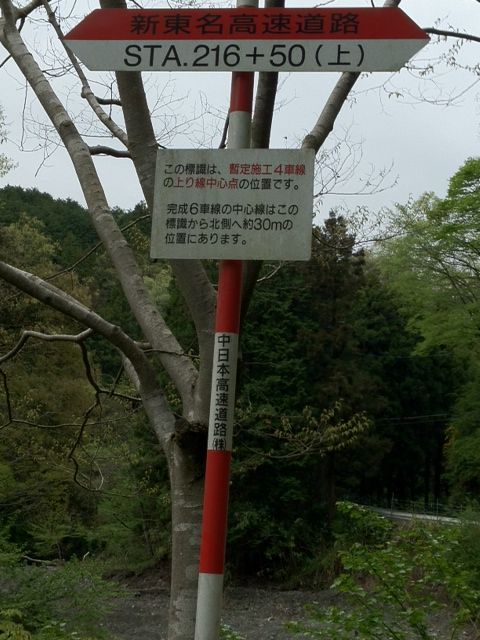 新東名高速道路
STA.216+50(上)
この標識は、暫定施工4車線
の上り線中心点の位置です。
完成6車線の中心線はこの
標識から北側へ約30mの
位置にあります。
中日本高速道路㈱